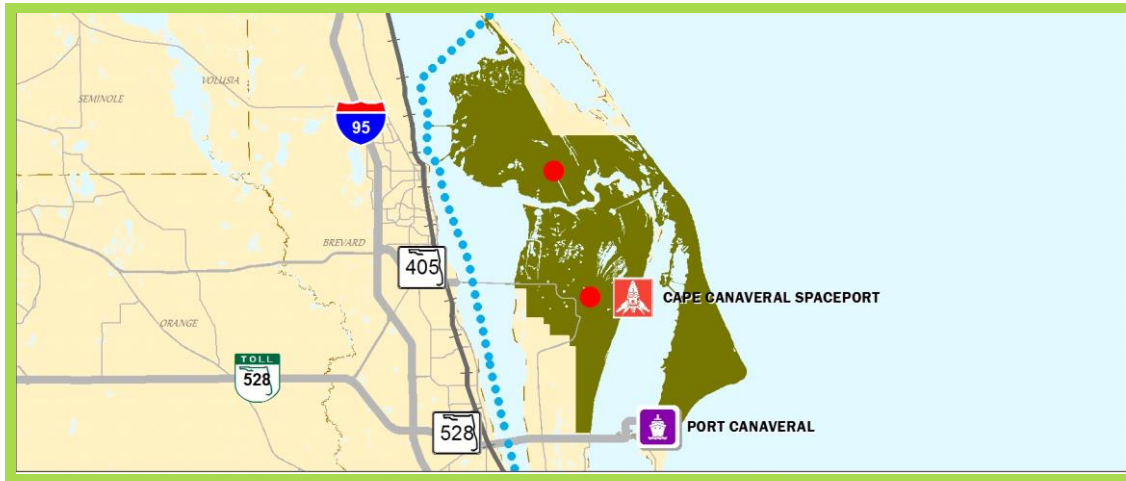 VOLUSIA
SEMINOLE
95
BREVARD
405
CAPE CANAVERAL SPACEPORT
ORANGE
TOLL
528
528
PORT CANAVERAL